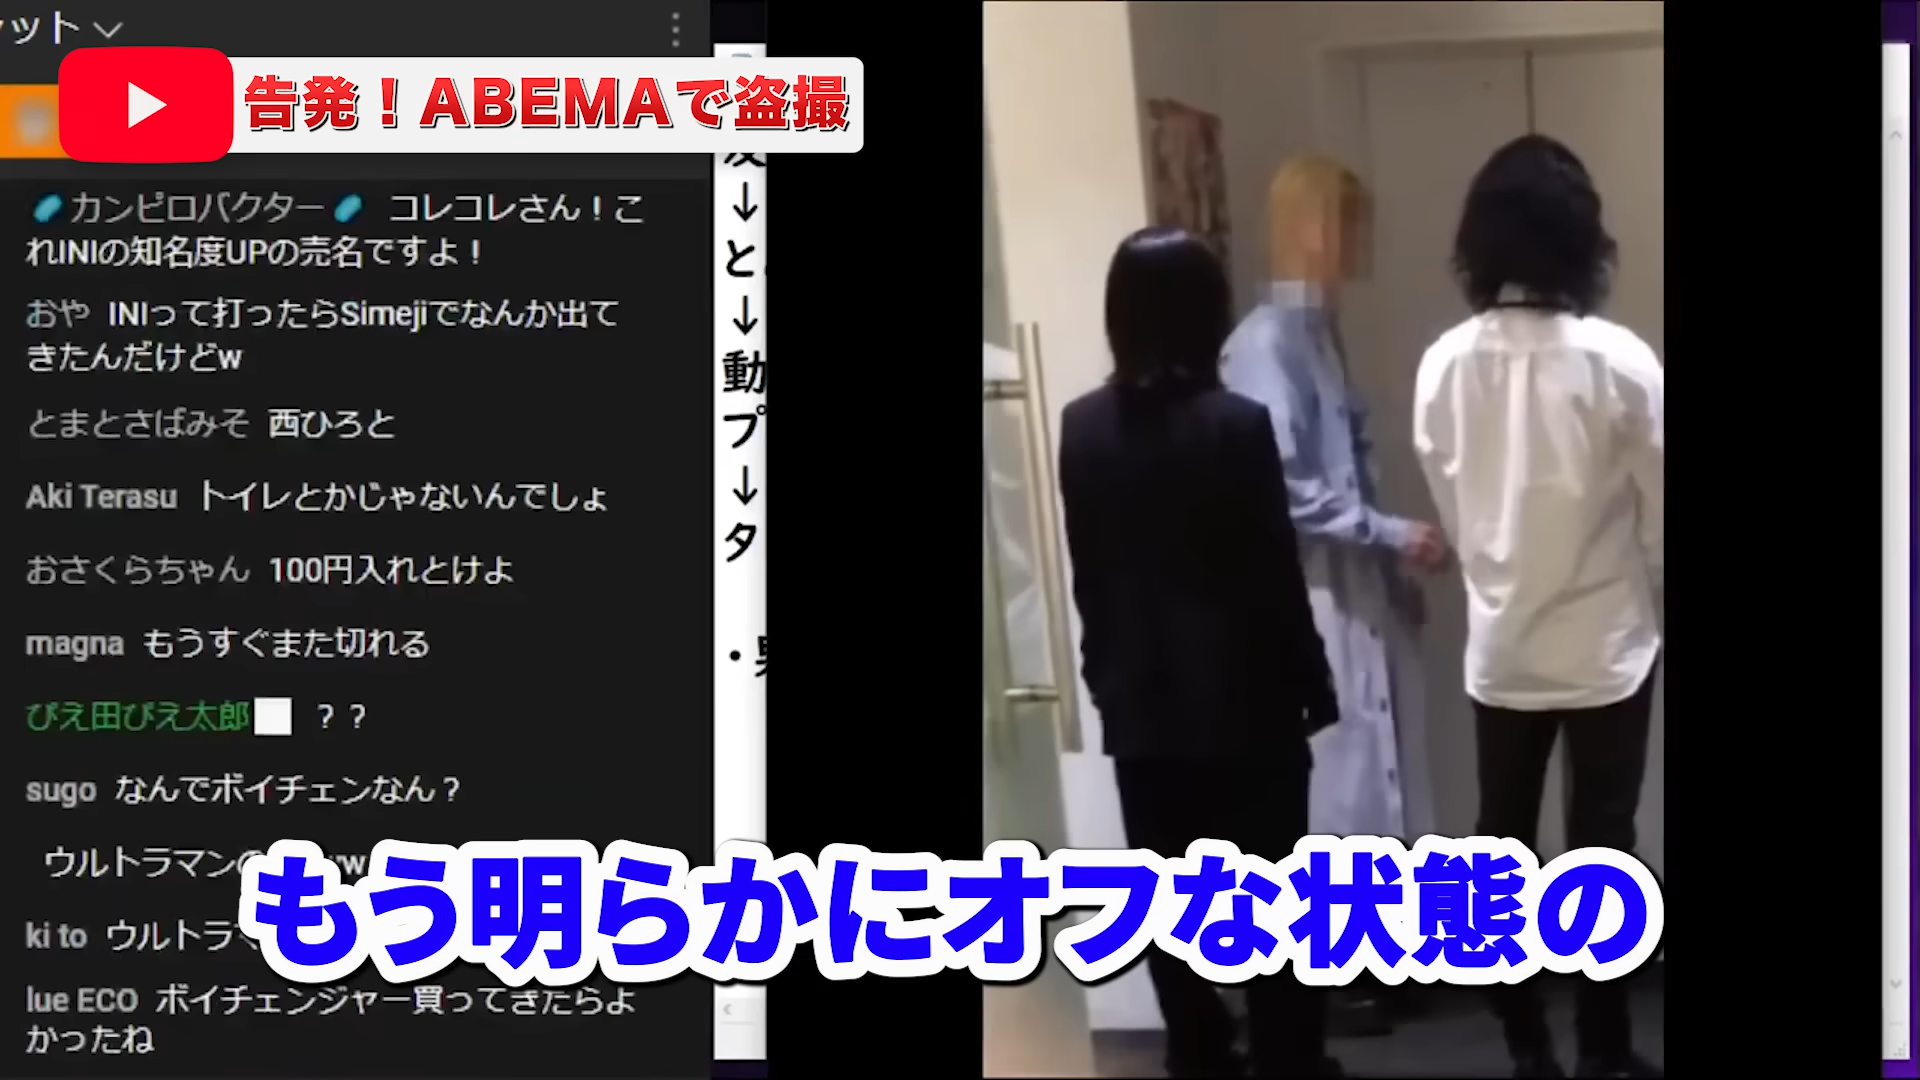 ット
告発！ABEMAで盗撮
カンピロバクター コレコレさん！こ
れINIの知名度UPの売名ですよ！
おや INIって打ったらSimejiでなんか出て
きたんだけどw
とまとさばみそ 西ひろと
Aki Terasu トイレとかじゃないんでしょ
おさくらちゃん 100円入れとけよ
magna もうすぐまた切れる
ぴえ田ぴえ太郎 ？？
sugo なんでボイチェンなん？
ウルトラマン
ki to ウルトラ
lue ECO ボイチェンジャー買ってきたらよ
かったね
↓
と
↓
動
プ
↓
タ
もう明らかにオフな状態の